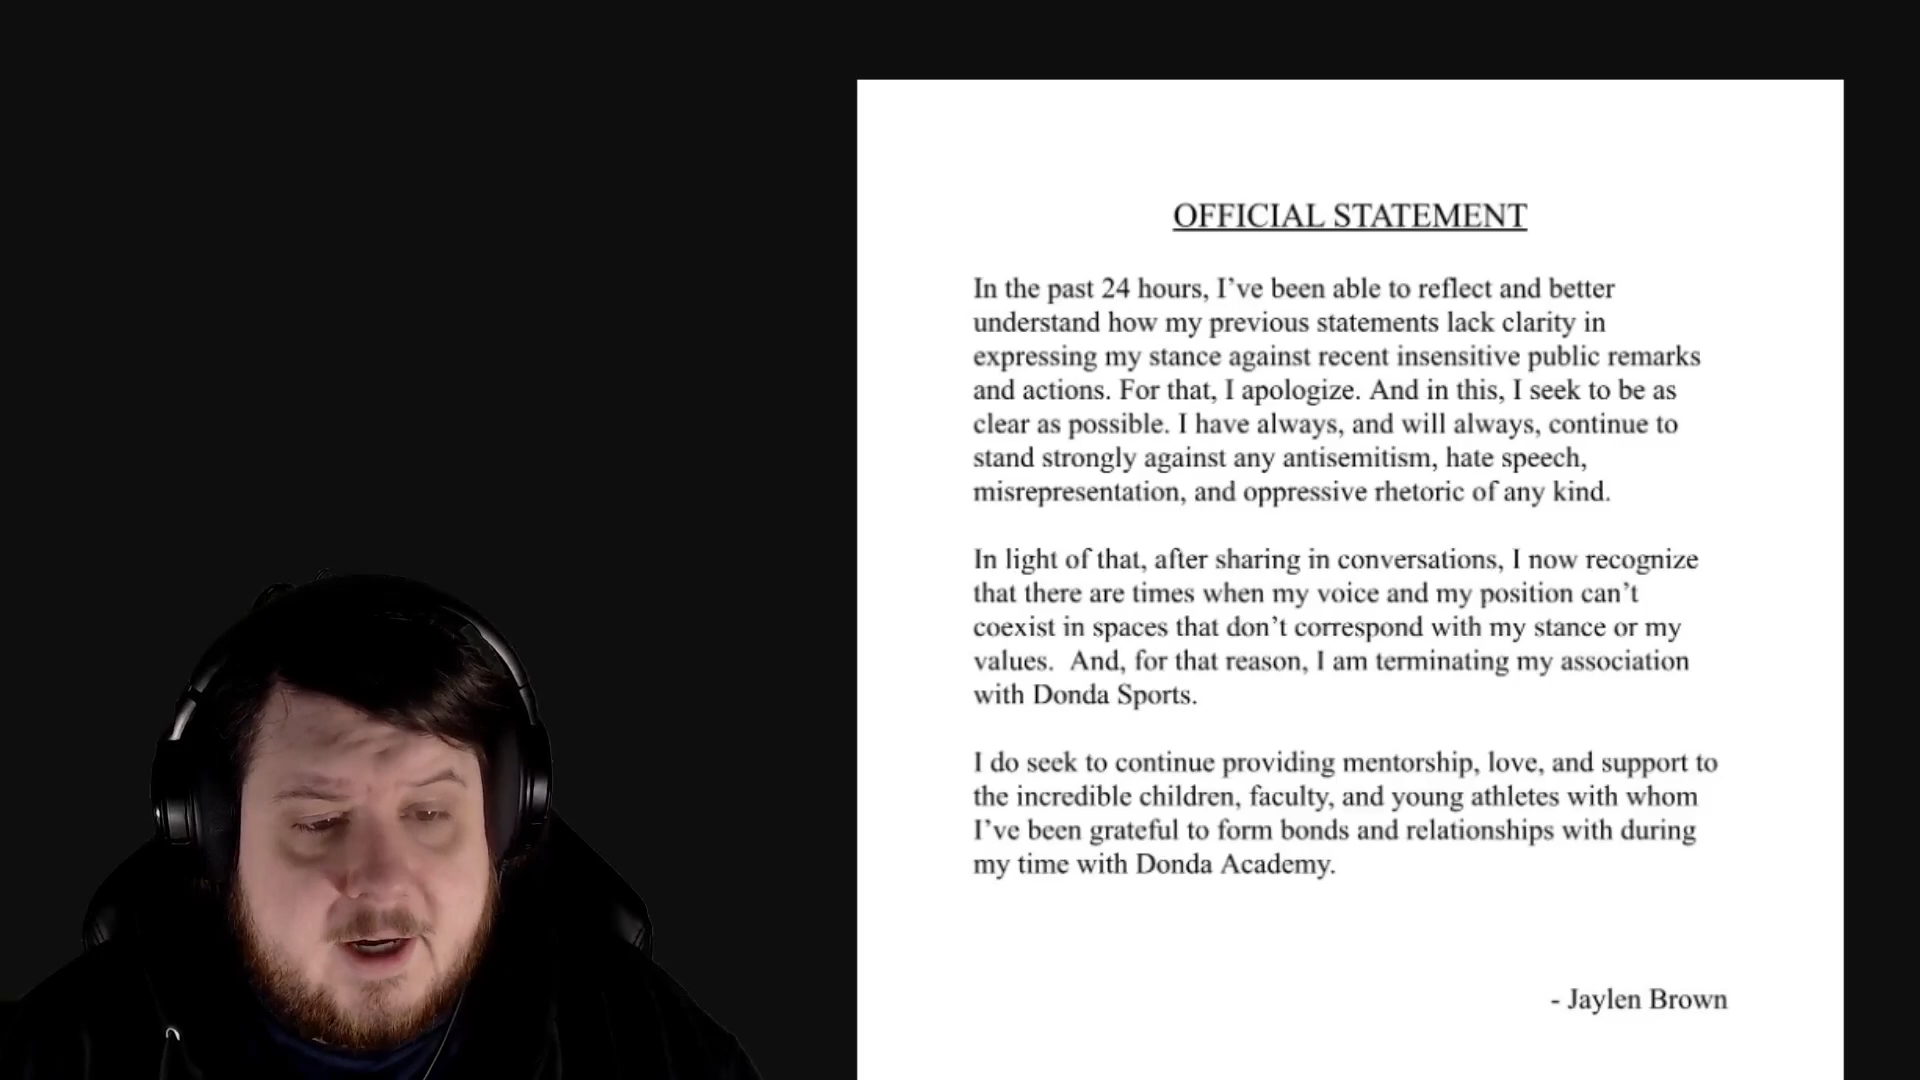 OFFICIAL STATEMENT
In the past 24 hours, I’ve been able to reflect and better
understand how my previous statements lack clarity in
expressing my stance against recent insensitive public remarks
and actions. For that, I apologize. And in this, I seek to be as
clear as possible. I have always, and will always, continue to
stand strongly against any antisemitism, hate speech,
misrepresentation, and oppressive rhetoric of any kind.
In light of that, after sharing in conversations, I now recognize
that there are times when my voice and my position can’t
coexist in spaces that don’t correspond with my stance or my
values.  And, for that reason, I am terminating my association
with Donda Sports.
I do seek to continue providing mentorship, love, and support to
the incredible children, faculty, and young athletes with whom
I’ve been grateful to form bonds and relationships with during
my time with Donda Academy.
- Jaylen Brown